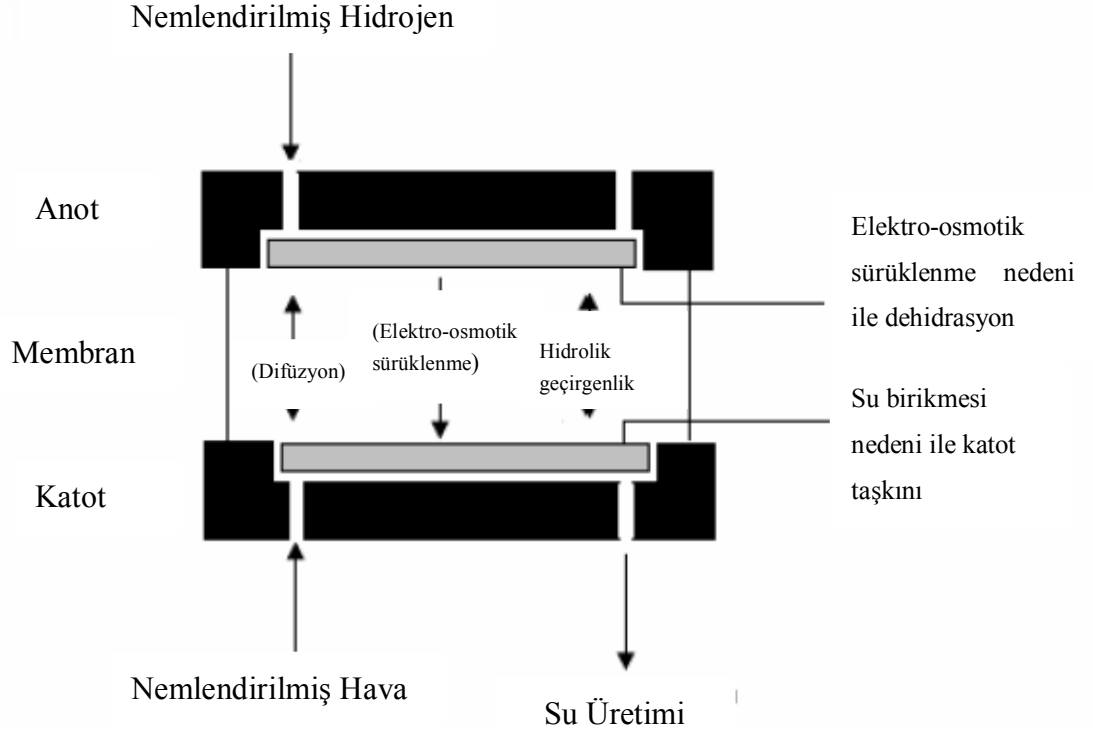 Nemlendirilmiş Hidrojen
Anot
Elektro-osmotik
sürüklenme nedeni
ile dehidrasyon
Membran
(Difüzyon)
(Elektro-osmotik
sürüklenme)
Hidrolik
geçirgenlik
Su birikmesi
nedeni ile katot
taşkını
Katot
Nemlendirilmiş Hava
Su Üretimi